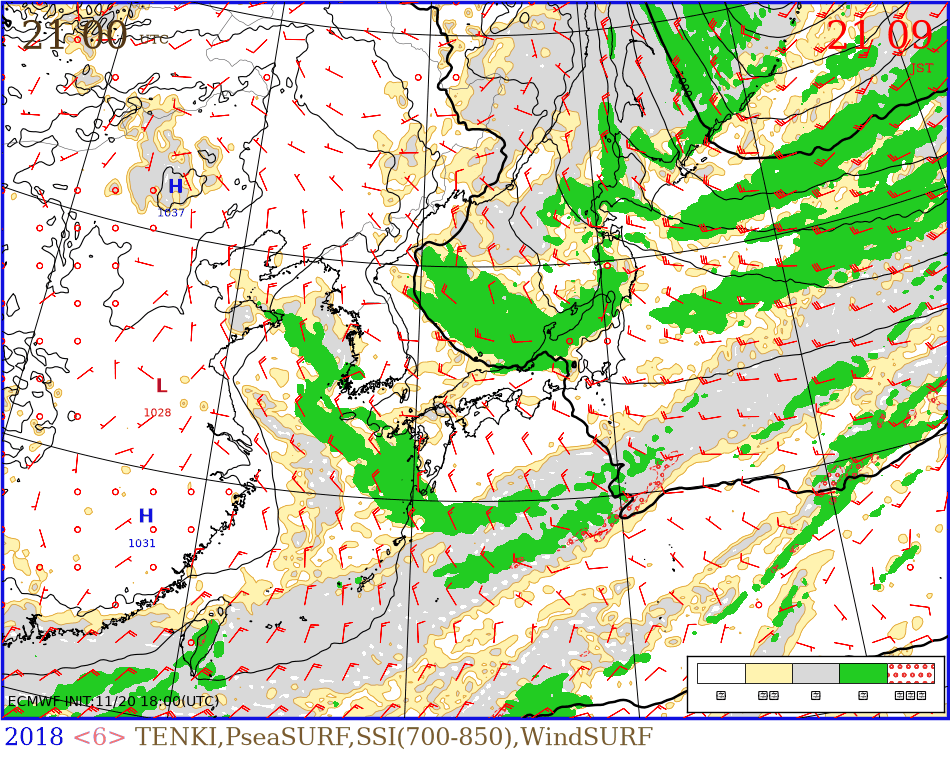 21 00 UTC
21 09
JST
1000
H
1037
L
1028
H
1031
ECMWF INIT:11/20 18:00(UTC)
2018 <6> TENKI,PseaSURF,SSI(700-850),WindSURF